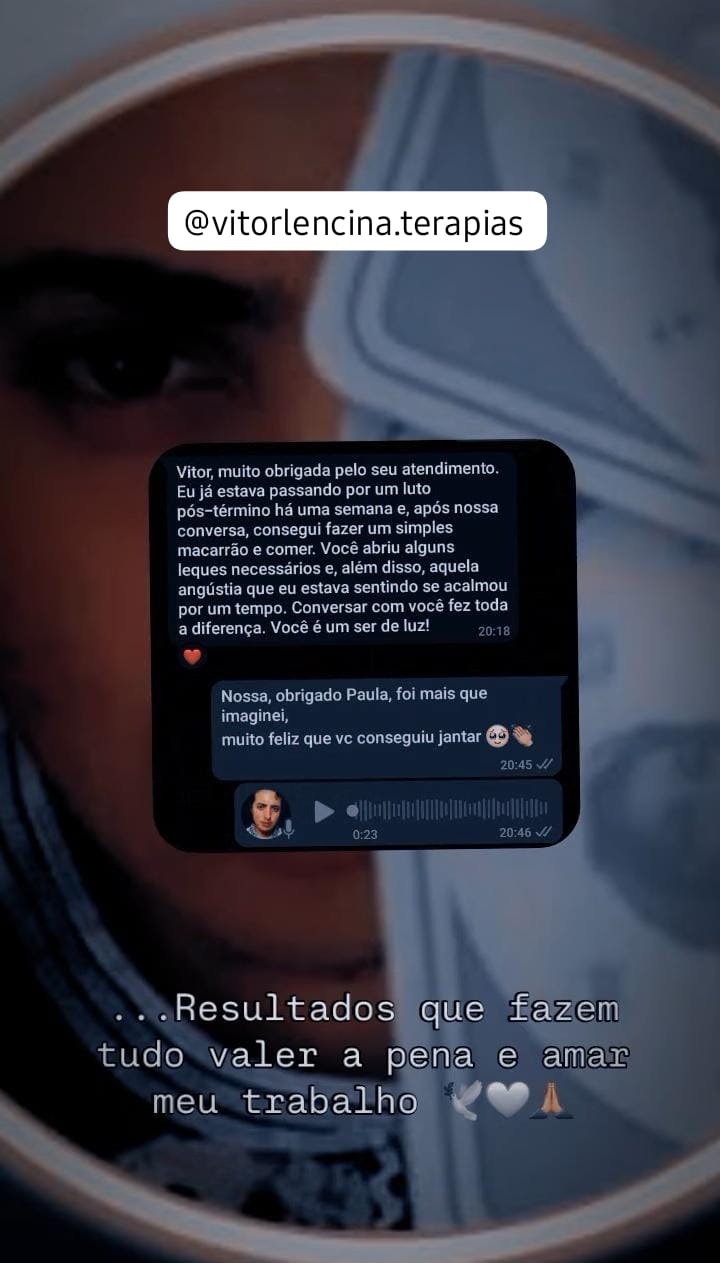 @vitorlencina.terapias
Vitor, muito obrigada pelo seu atendimento.
Eu já estava passando por um luto
pós-término há uma semana e, após nossa
conversa, consegui fazer um simples
macarrão e comer. Você abriu alguns
leques necessários e, além disso, aquela
angústia que eu estava sentindo se acalmou
por um tempo. Conversar com você fez toda
a diferença. Você é um ser de luz!
20:18
❤️
Nossa, obrigado Paula, foi mais que
imaginei,
muito feliz que vc conseguiu jantar 🥹👏🏼
20:45
0:23
20:46
...Resultados que fazem
tudo valer a pena e amar
meu trabalho 🕊️🤍🙏🏽